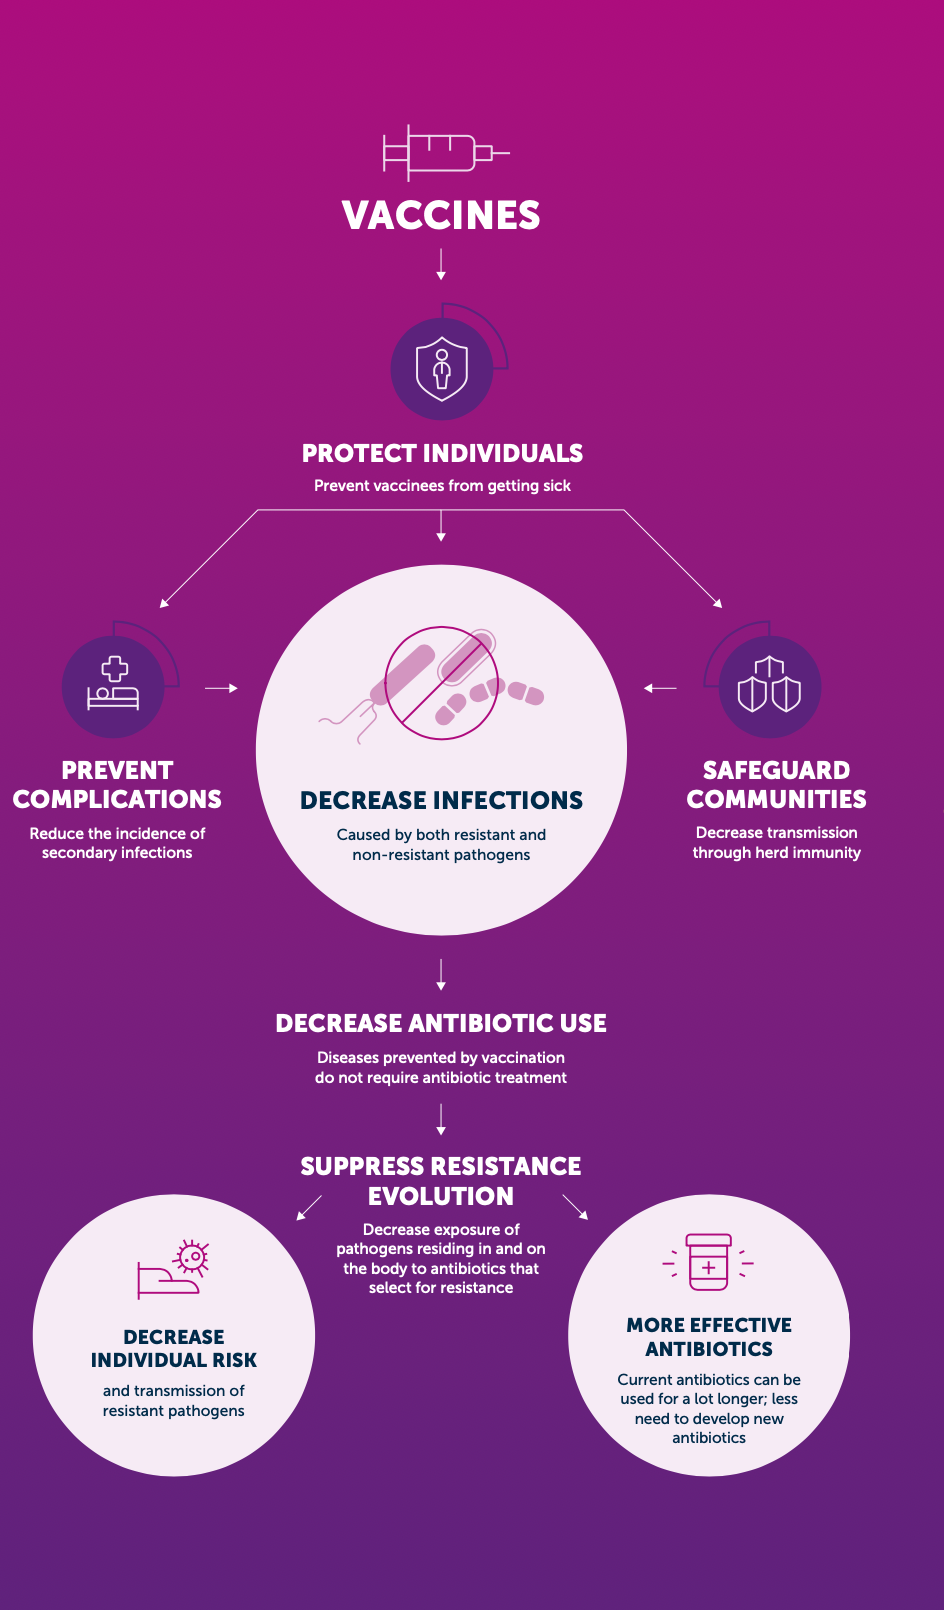 VACCINES
PROTECT INDIVIDUALS
Prevent vaccinees from getting sick
PREVENT
COMPLICATIONS
Reduce the incidence of
secondary infections
DECREASE INFECTIONS
Caused by both resistant and
non-resistant pathogens
SAFEGUARD
COMMUNITIES
Decrease transmission
through herd immunity
DECREASE ANTIBIOTIC USE
Diseases prevented by vaccination
do not require antibiotic treatment
SUPPRESS RESISTANCE
EVOLUTION
Decrease exposure of
pathogens residing in and on
the body to antibiotics that
select for resistance
DECREASE
INDIVIDUAL RISK
and transmission of
resistant pathogens
MORE EFFECTIVE
ANTIBIOTICS
Current antibiotics can be
used for a lot longer; less
need to develop new
antibiotics